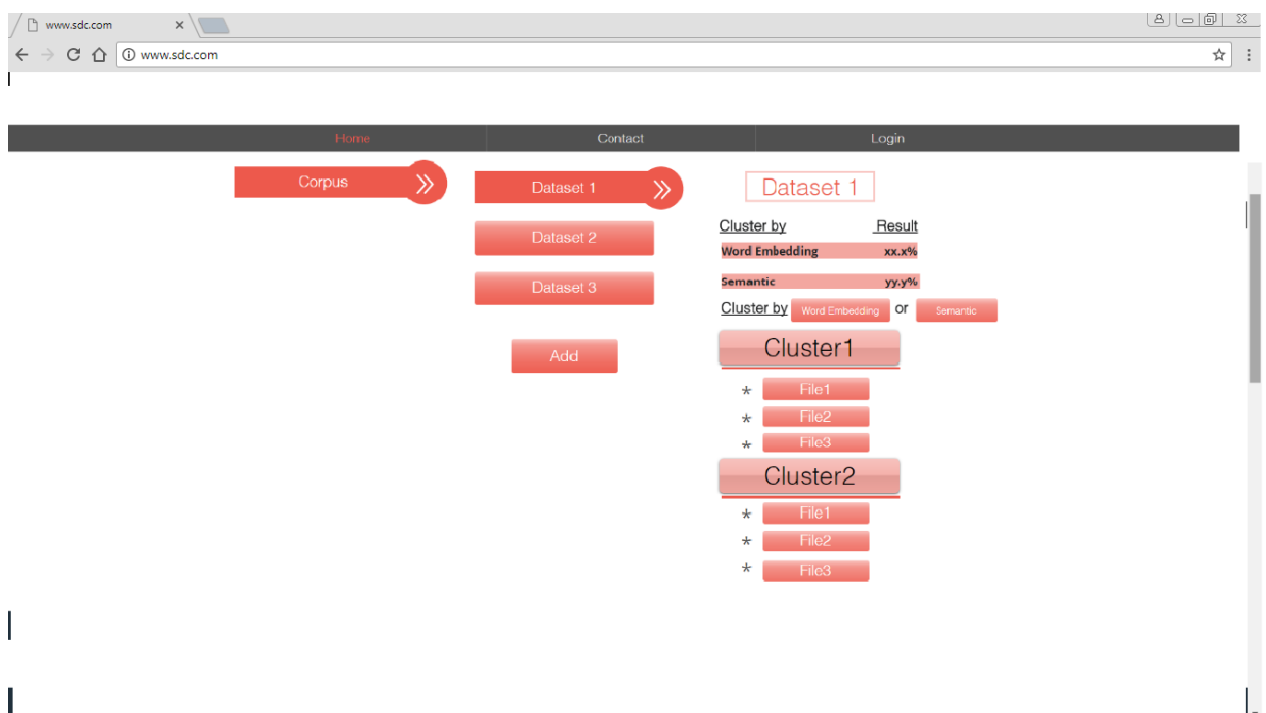 www.sdc.com
www.sdc.com
Home Contact Login
Corpus
Dataset 1
Dataset 2
Dataset 3
Add
Dataset 1
Cluster by Result
Word Embedding xx.x%
Semantic yy.y%
Cluster by Word Embedding or Semantic
Cluster1
* File1
* File2
* File3
Cluster2
* File1
* File2
* File3